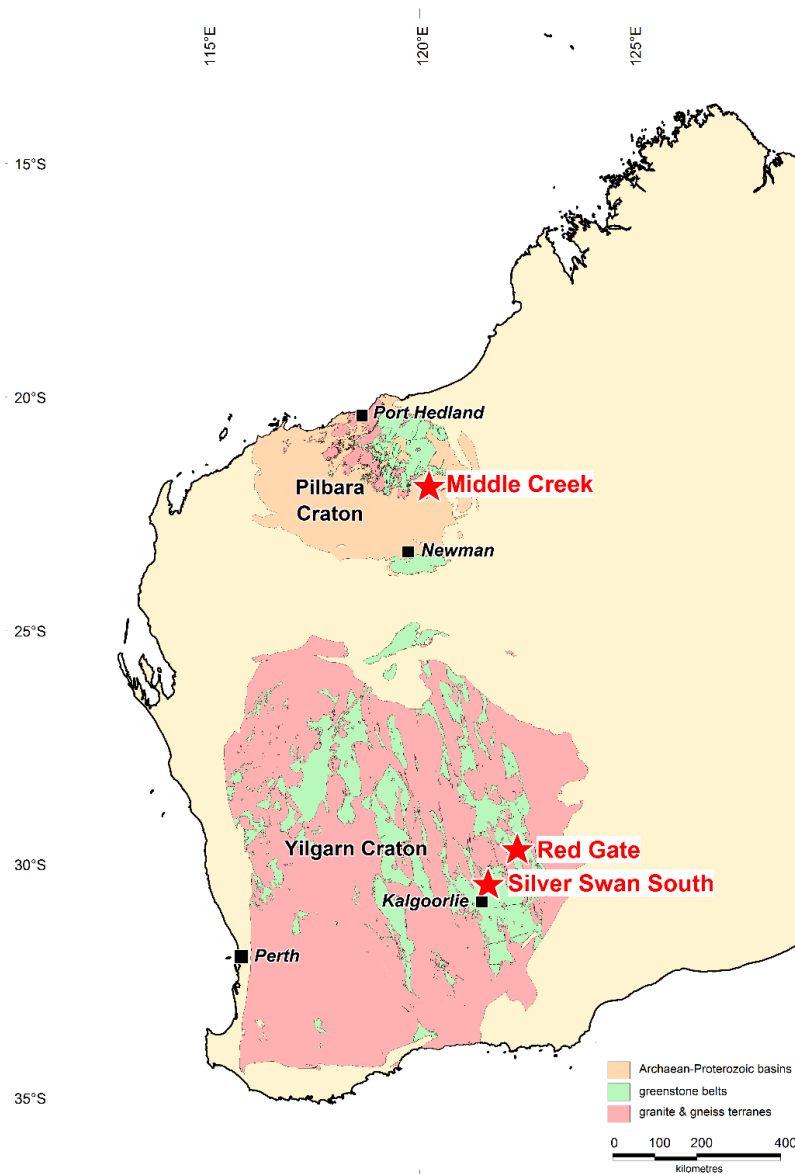 115°E
120°E
125°E
15°S
20°S
Port Hedland
Pilbara
Craton
Middle Creek
Newman
25°S
Yilgarn Craton
Red Gate
30°S
Silver Swan South
Kalgoorlie
Perth
35°S
Archaean-Proterozoic basins
greenstone belts
granite & gneiss terranes
0 100 200 400
kilometres